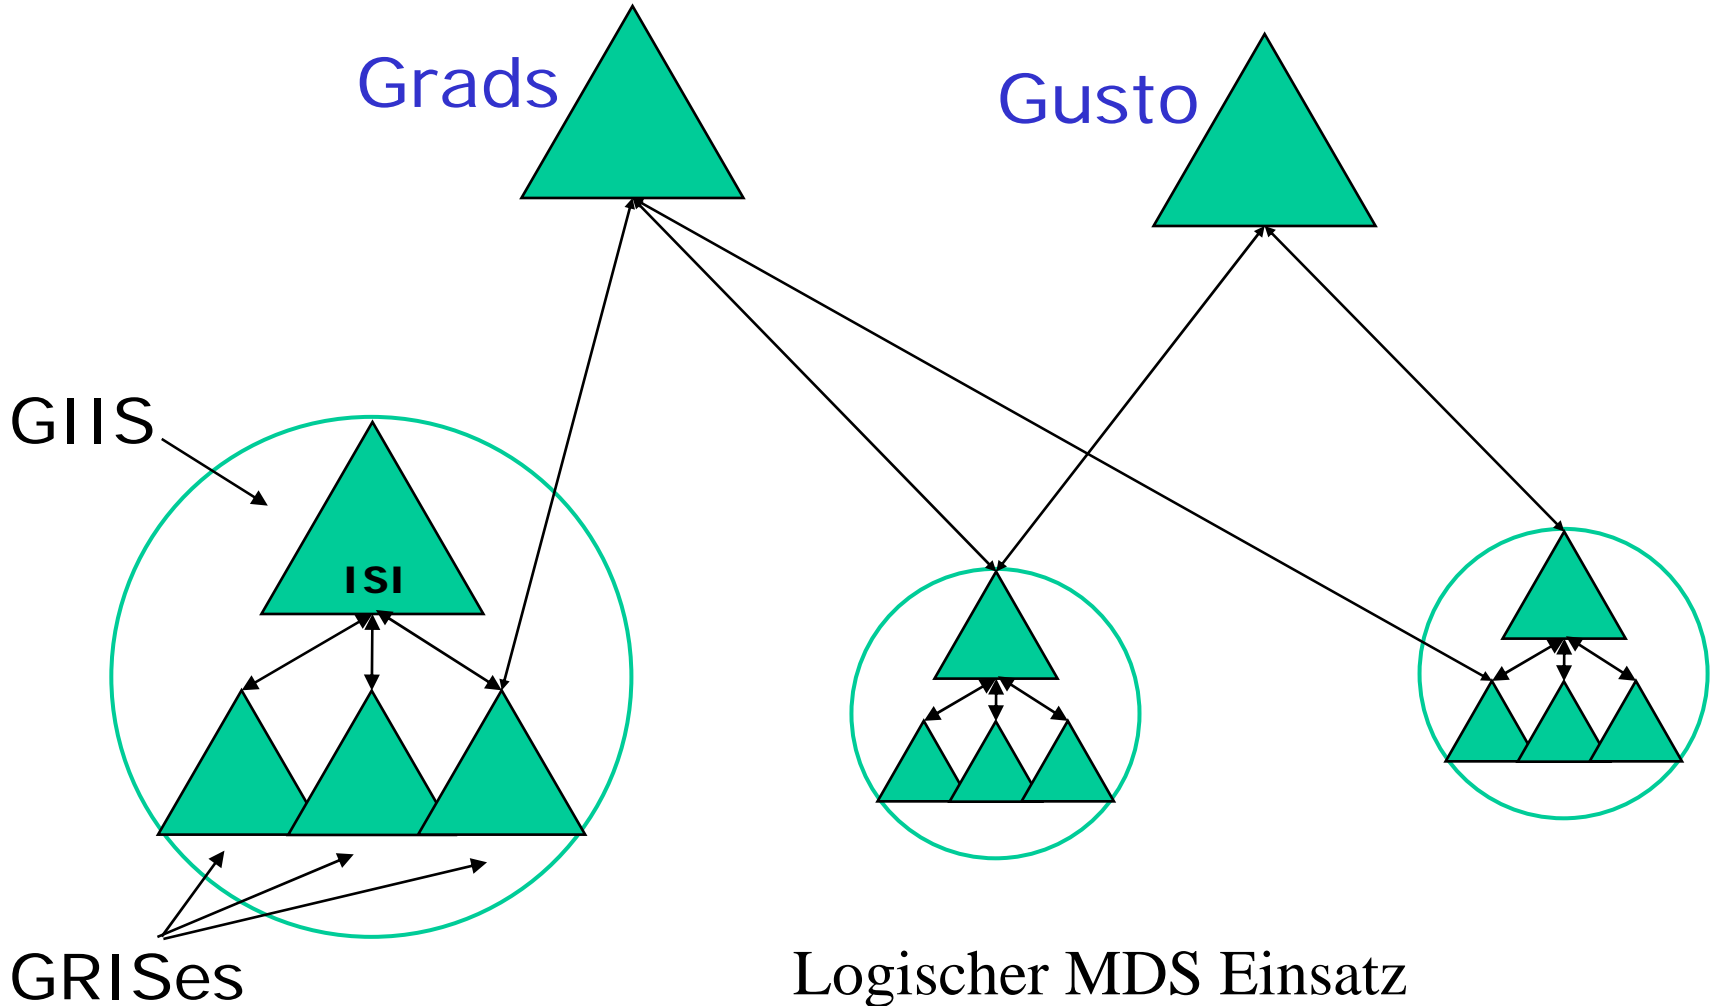 Grads
Gusto
GIIS
ISI
GRISes
Logischer MDS Einsatz